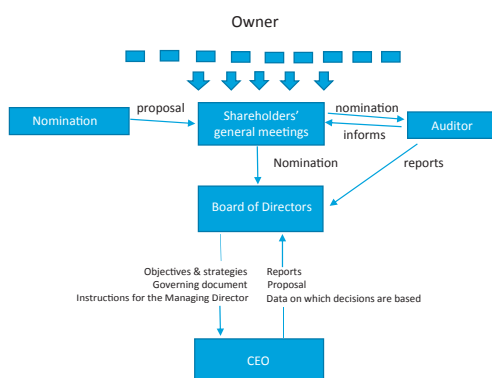 Owner
proposal
nomination
Nomination
Shareholders’
general meetings
Auditor
informs
Nomination
reports
Board of Directors
Objectives & strategies
Governing document
Instructions for the Managing Director
Reports
Proposal
Data on which decisions are based
CEO